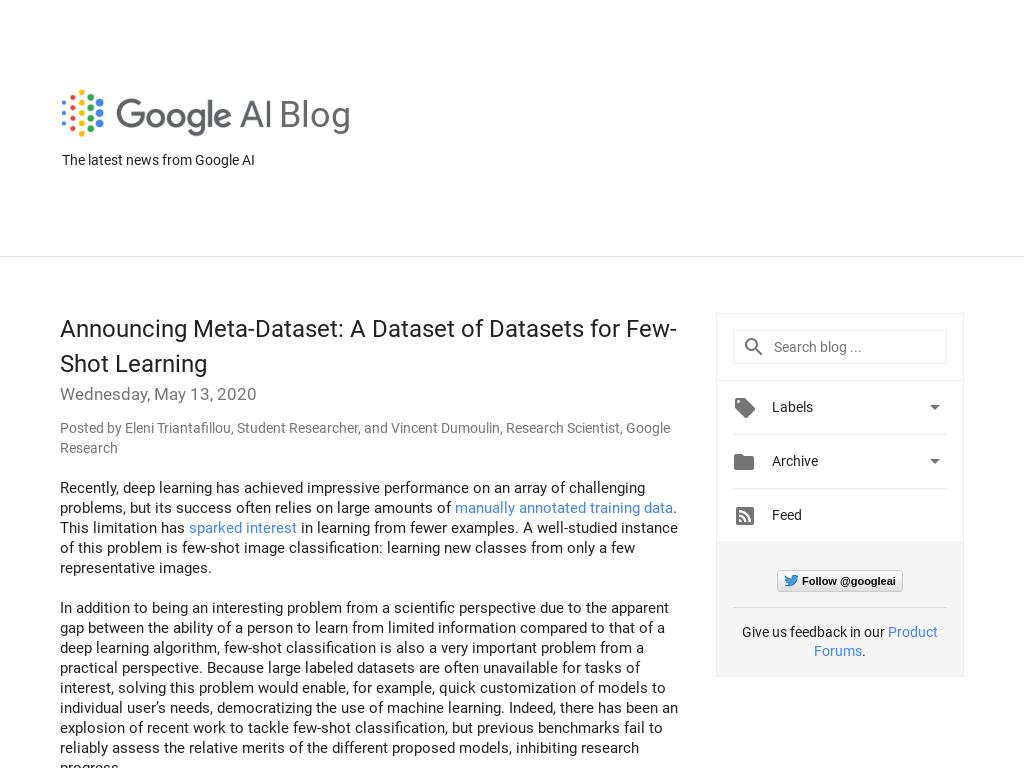 Google AI Blog
The latest news from Google AI
Announcing Meta-Dataset: A Dataset of Datasets for Few-
Shot Learning
Wednesday, May 13, 2020
Posted by Eleni Triantafillou, Student Researcher, and Vincent Dumoulin, Research Scientist, Google
Research
Recently, deep learning has achieved impressive performance on an array of challenging
problems, but its success often relies on large amounts of manually annotated training data.
This limitation has sparked interest in learning from fewer examples. A well-studied instance
of this problem is few-shot image classification: learning new classes from only a few
representative images.
In addition to being an interesting problem from a scientific perspective due to the apparent
gap between the ability of a person to learn from limited information compared to that of a
deep learning algorithm, few-shot classification is also a very important problem from a
practical perspective. Because large labeled datasets are often unavailable for tasks of
interest, solving this problem would enable, for example, quick customization of models to
individual user’s needs, democratizing the use of machine learning. Indeed, there has been an
explosion of recent work to tackle few-shot classification, but previous benchmarks fail to
reliably assess the relative merits of the different proposed models, inhibiting research
progress.
Search blog ...
Labels
Archive
Feed
Follow @googleai
Give us feedback in our Product
Forums.